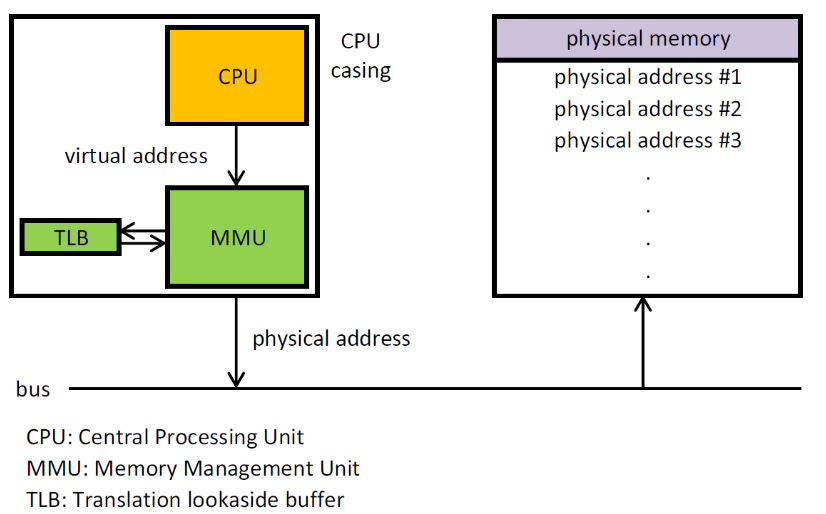 CPU
casing
CPU
virtual address
TLB
MMU
physical address
bus
physical memory
physical address #1
physical address #2
physical address #3
.
.
.
.
CPU: Central Processing Unit
MMU: Memory Management Unit
TLB: Translation lookaside buffer